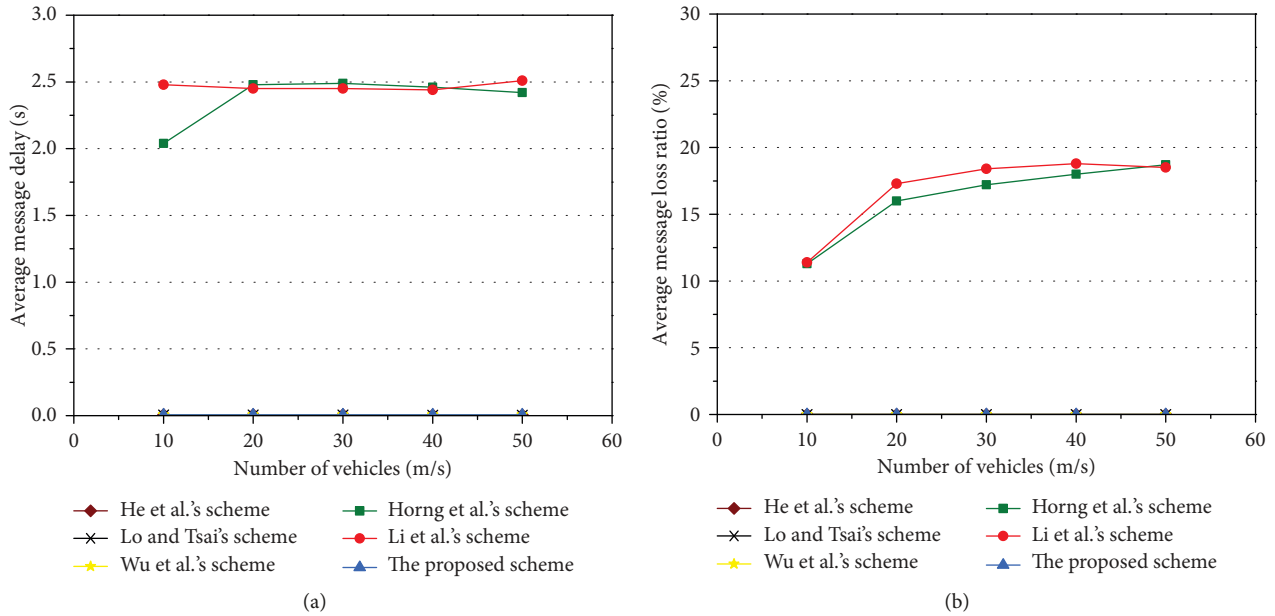 3.0
2.5
2.0
1.5
1.0
0.5
0.0
Average message delay (s)
0 10 20 30 40 50 60
Number of vehicles (m/s)
He et al.'s scheme
Lo and Tsai's scheme
Wu et al.'s scheme
Horng et al.'s scheme
Li et al.'s scheme
The proposed scheme
(a)
30
25
20
15
10
5
0
Average message loss ratio (%)
0 10 20 30 40 50 60
Number of vehicles (m/s)
He et al.'s scheme
Lo and Tsai's scheme
Wu et al.'s scheme
Horng et al.'s scheme
Li et al.'s scheme
The proposed scheme
(b)